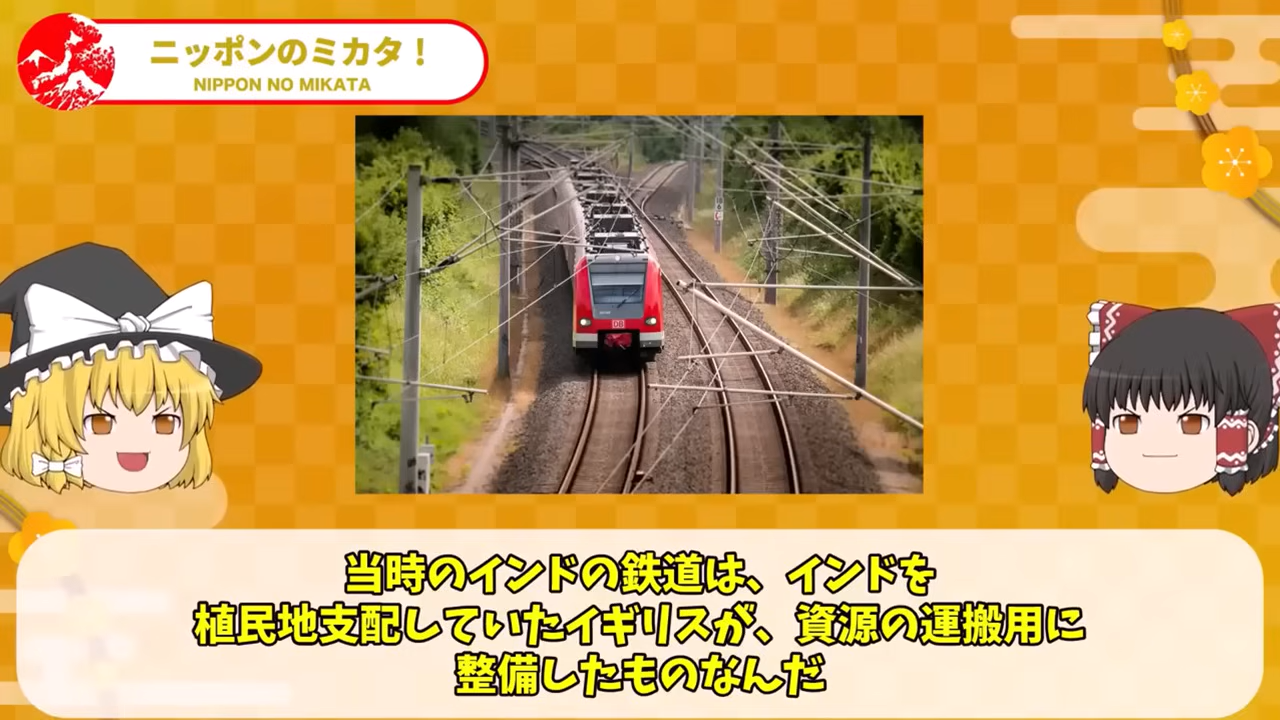 ニッポンのミカタ！
NIPPON NO MIKATA
DB
当時のインドの鉄道は、インドを
植民地支配していたイギリスが、資源の運搬用に
整備したものなんだ